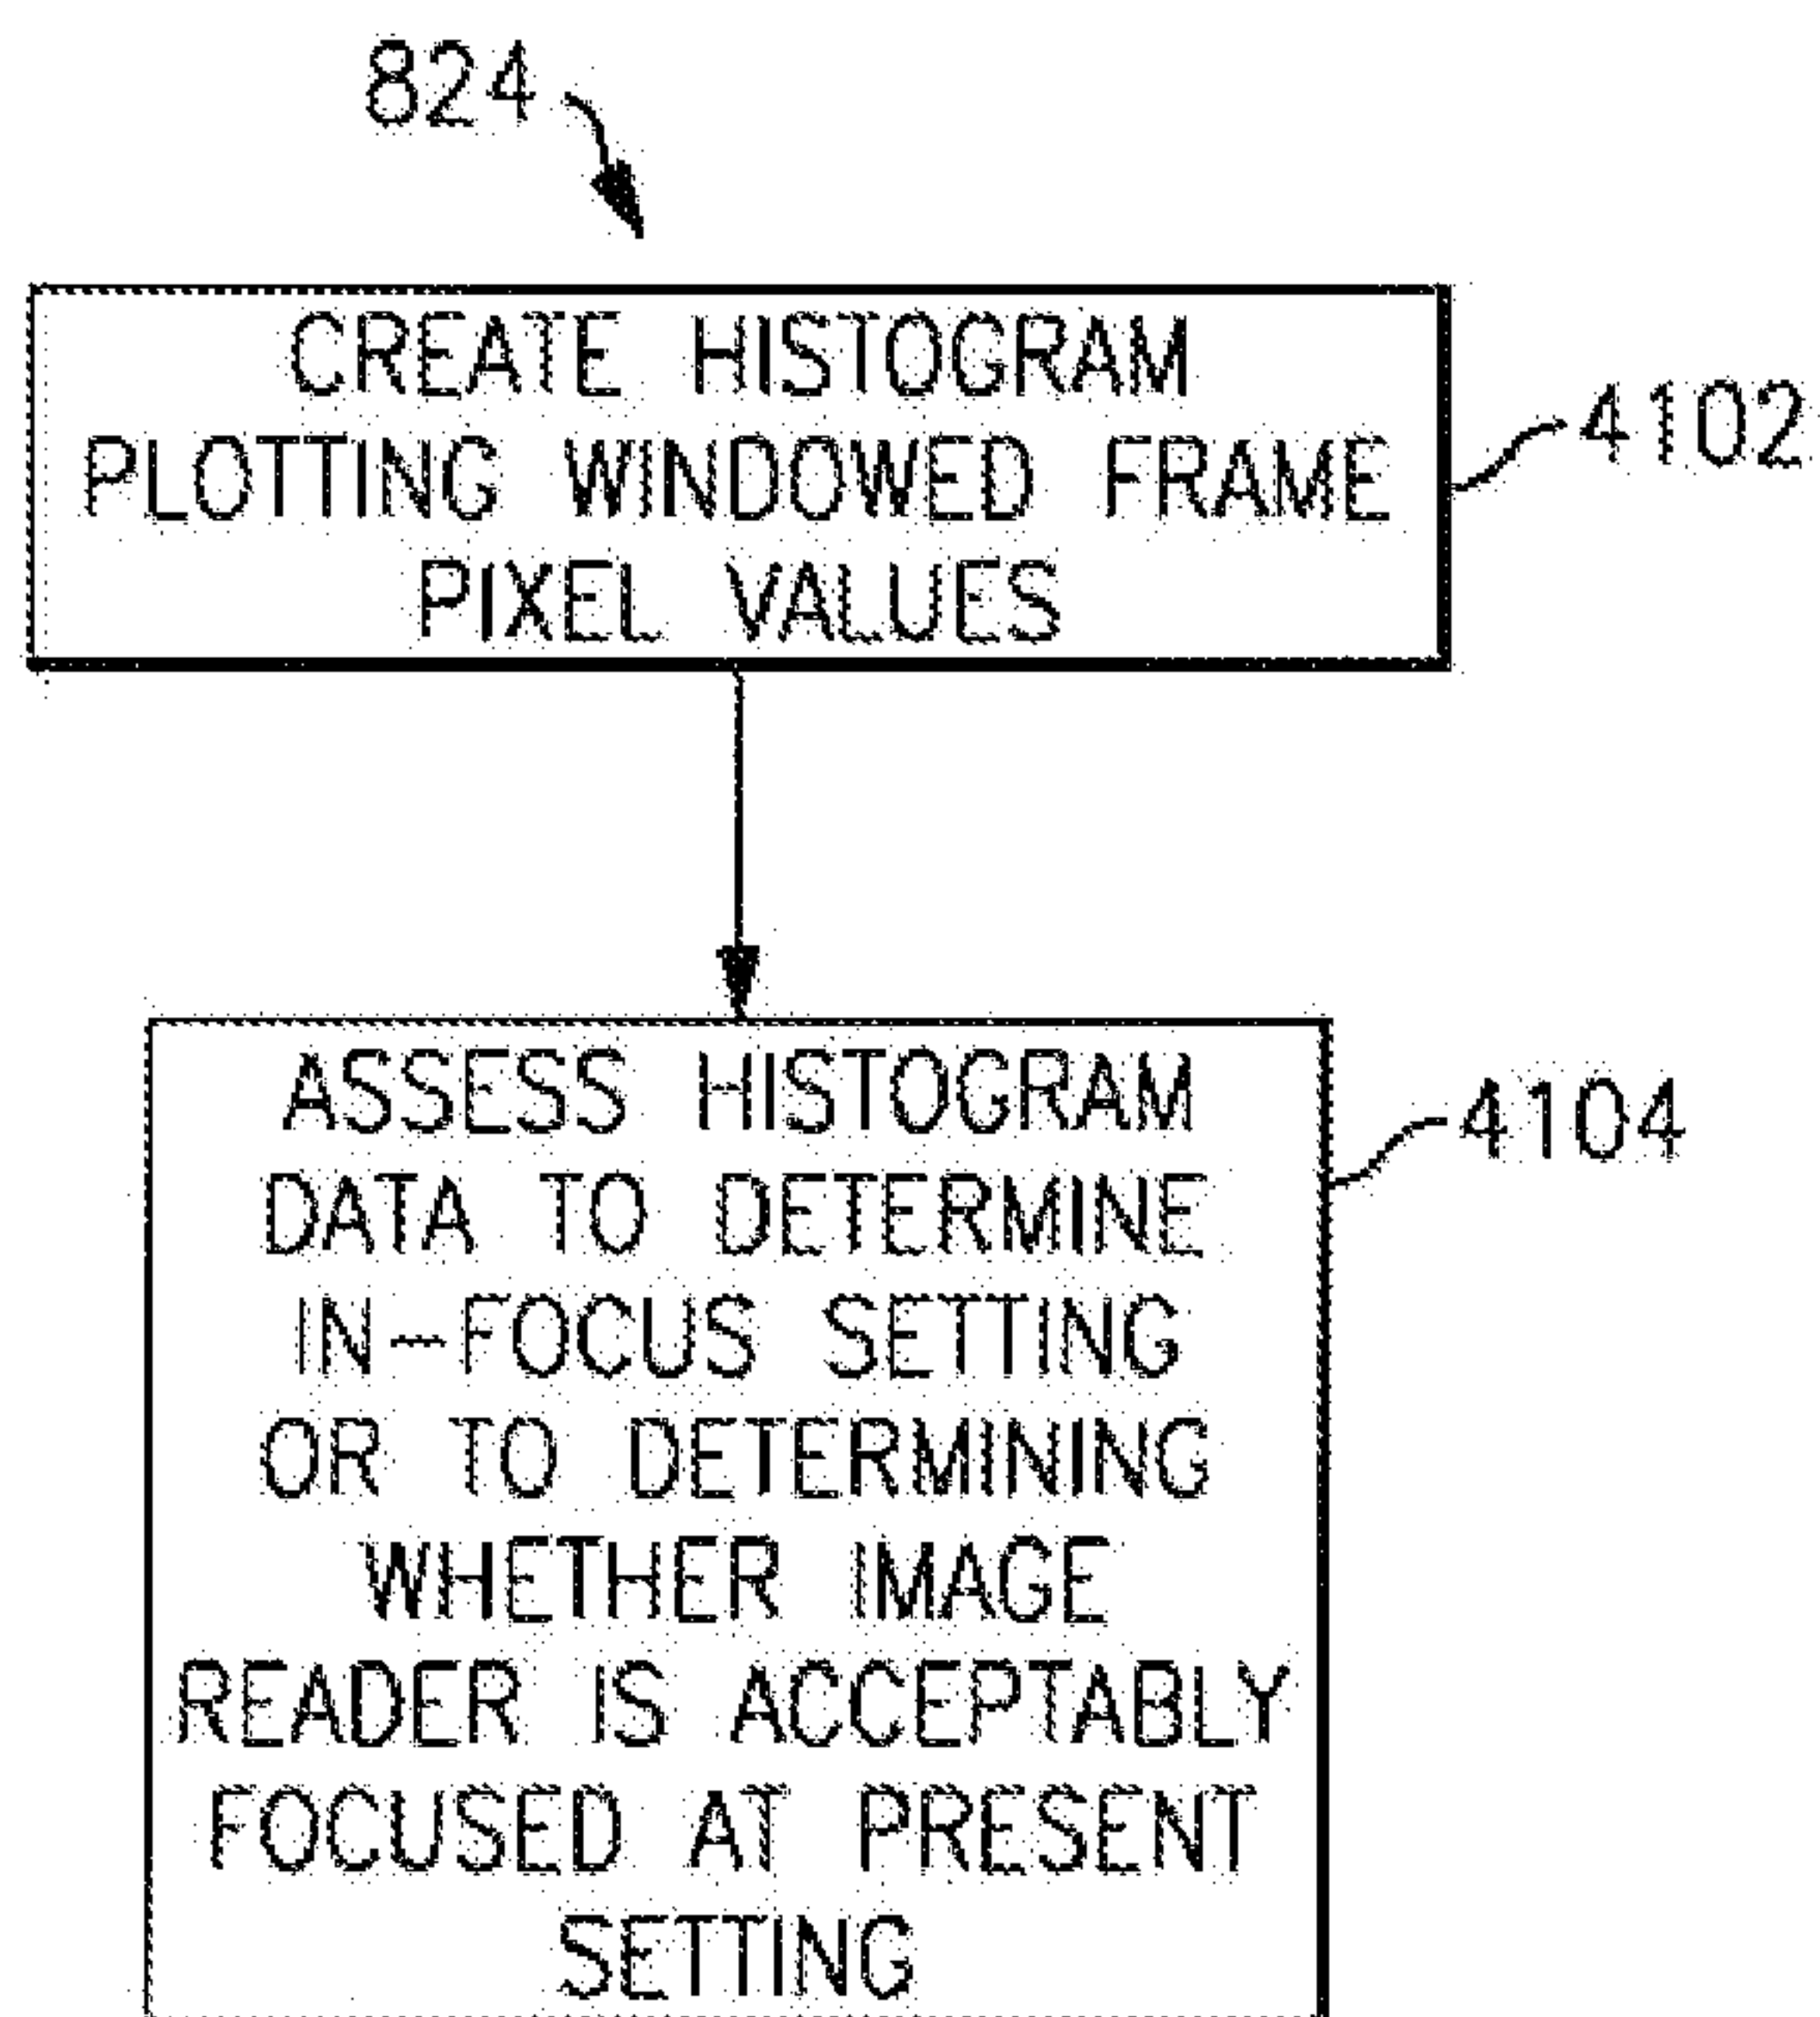 824
CREATE HISTOGRAM
PLOTTING WINDOWED FRAME
PIXEL VALUES
4102
ASSESS HISTOGRAM
DATA TO DETERMINE
IN-FOCUS SETTING
OR TO DETERMINING
WHETHER IMAGE
READER IS ACCEPTABLY
FOCUSED AT PRESENT
SETTING
4104